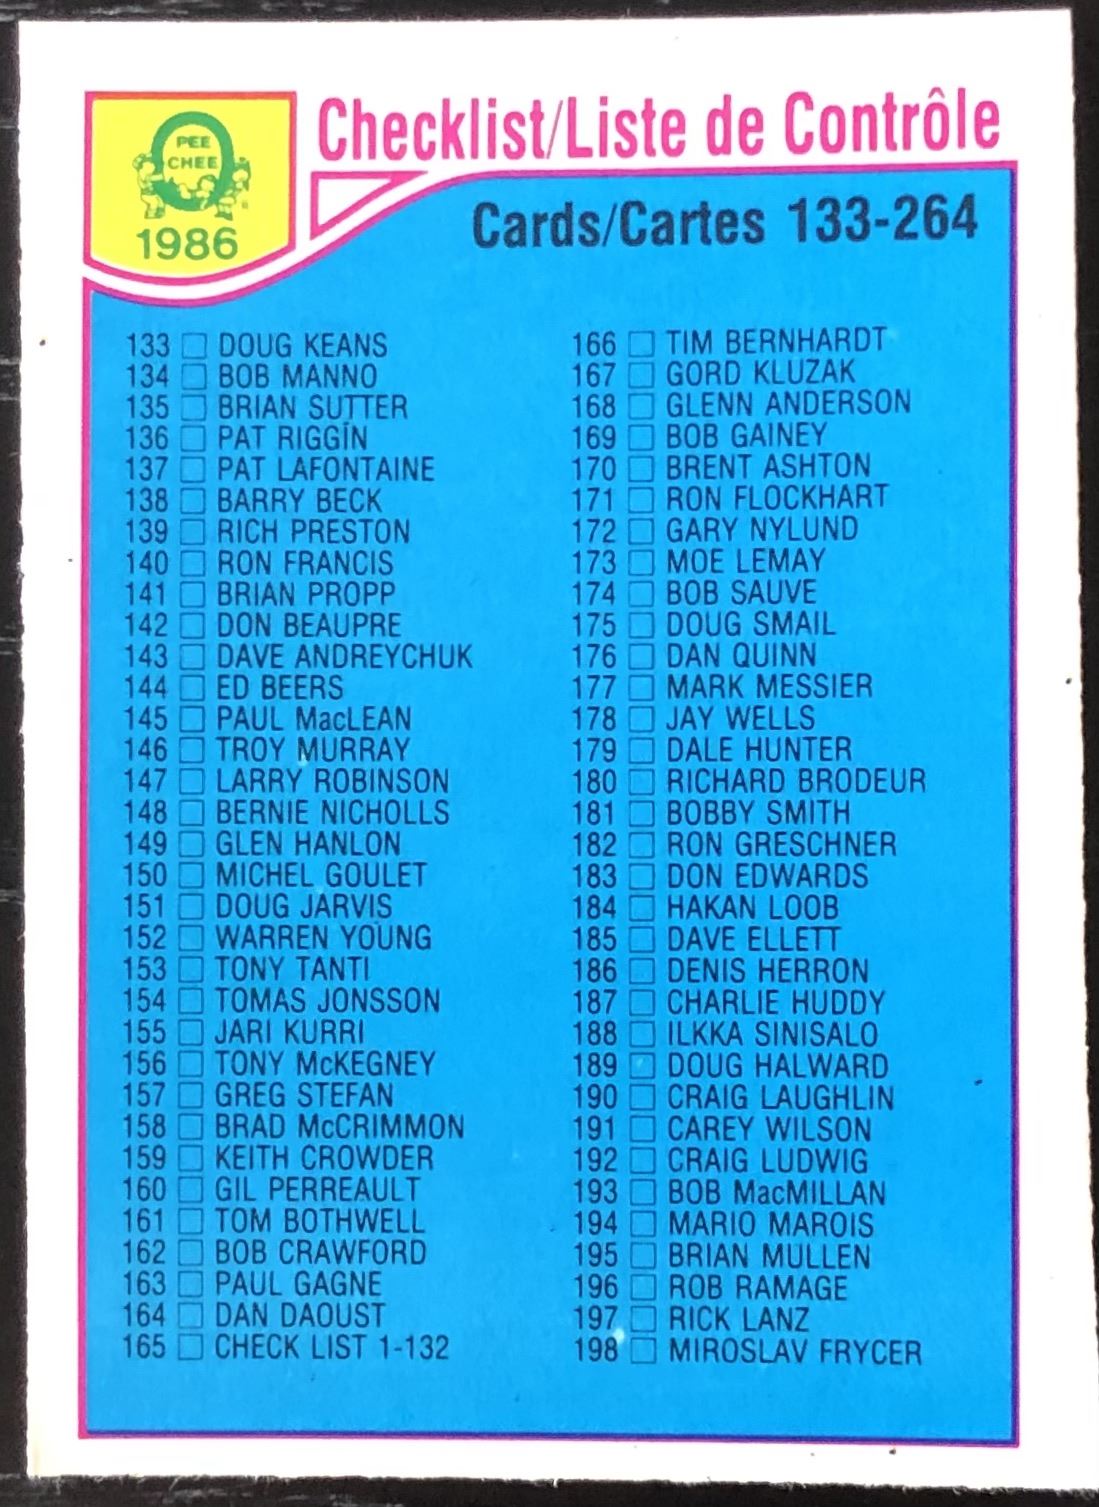 PEE
CHEE
1986
Checklist/Liste de Contrôle
Cards/Cartes 133-264
133 DOUG KEANS
134 BOB MANNO
135 BRIAN SUTTER
136 PAT RIGGIN
137 PAT LAFONTAINE
138 BARRY BECK
139 RICH PRESTON
140 RON FRANCIS
141 BRIAN PROPP
142 DON BEAUPRE
143 DAVE ANDREYCHUK
144 ED BEERS
145 PAUL MacLEAN
146 TROY MURRAY
147 LARRY ROBINSON
148 BERNIE NICHOLLS
149 GLEN HANLON
150 MICHEL GOULET
151 DOUG JARVIS
152 WARREN YOUNG
153 TONY TANTI
154 TOMAS JONSSON
155 JARI KURRI
156 TONY McKEGNEY
157 GREG STEFAN
158 BRAD McCRIMMON
159 KEITH CROWDER
160 GIL PERREAULT
161 TOM BOTHWELL
162 BOB CRAWFORD
163 PAUL GAGNE
164 DAN DAOUST
165 CHECK LIST 1-132
166 TIM BERNHARDT
167 GORD KLUZAK
168 GLENN ANDERSON
169 BOB GAINEY
170 BRENT ASHTON
171 RON FLOCKHART
172 GARY NYLUND
173 MOE LEMAY
174 BOB SAUVE
175 DOUG SMAIL
176 DAN QUINN
177 MARK MESSIER
178 JAY WELLS
179 DALE HUNTER
180 RICHARD BRODEUR
181 BOBBY SMITH
182 RON GRESCHNER
183 DON EDWARDS
184 HAKAN LOOB
185 DAVE ELLETT
186 DENIS HERRON
187 CHARLIE HUDDY
188 ILKKA SINISALO
189 DOUG HALWARD
190 CRAIG LAUGHLIN
191 CAREY WILSON
192 CRAIG LUDWIG
193 BOB MacMILLAN
194 MARIO MAROIS
195 BRIAN MULLEN
196 ROB RAMAGE
197 RICK LANZ
198 MIROSLAV FRYCER